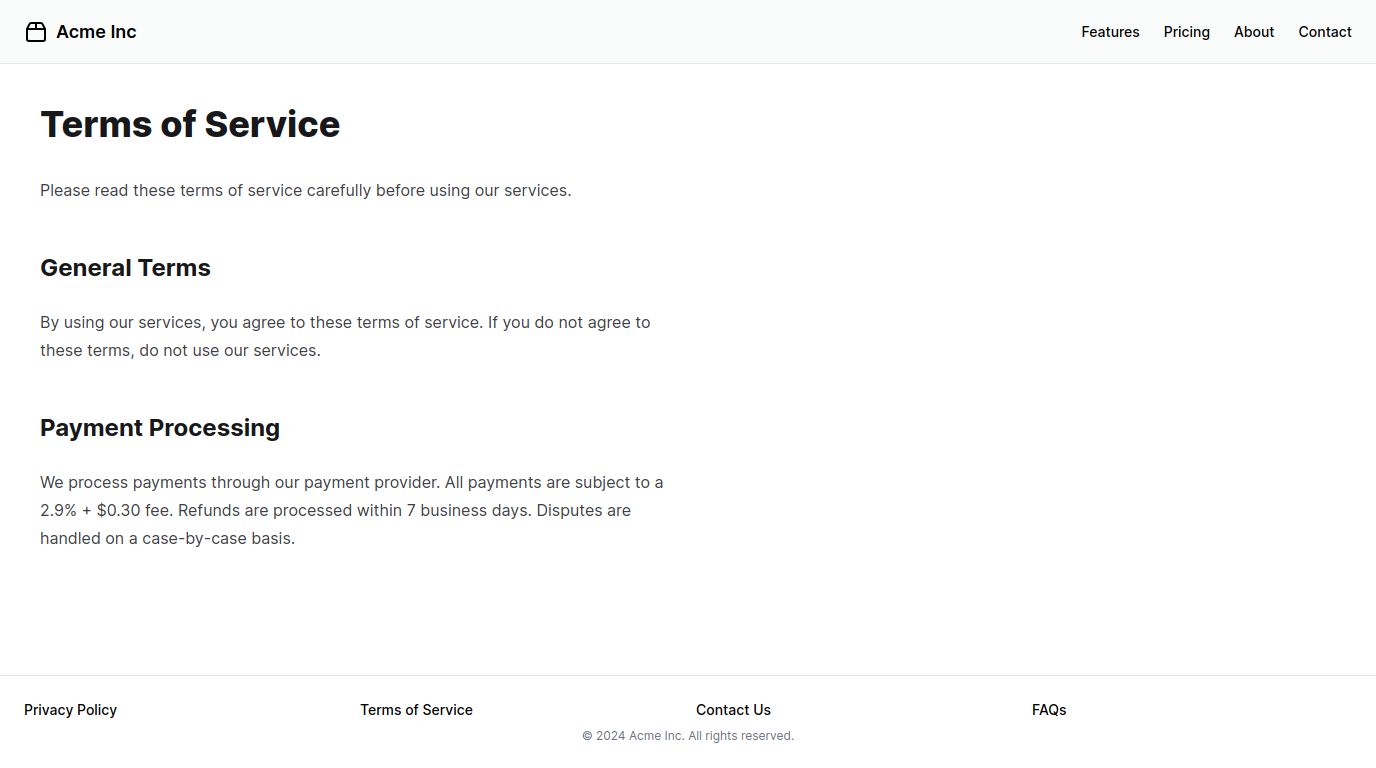 Acme Inc
Features Pricing About Contact
Terms of Service
Please read these terms of service carefully before using our services.
General Terms
By using our services, you agree to these terms of service. If you do not agree to
these terms, do not use our services.
Payment Processing
We process payments through our payment provider. All payments are subject to a
2.9% + $0.30 fee. Refunds are processed within 7 business days. Disputes are
handled on a case-by-case basis.
Privacy Policy Terms of Service Contact Us FAQs
© 2024 Acme Inc. All rights reserved.